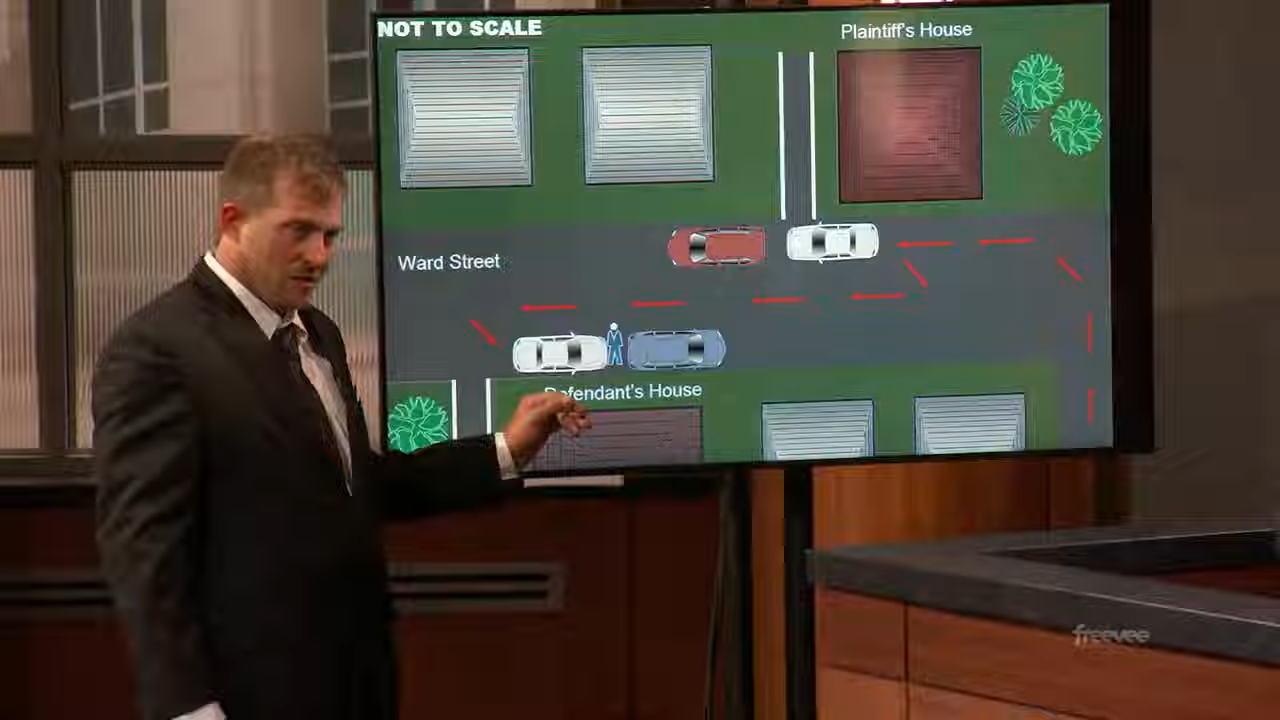 NOT TO SCALE
Plaintiff's House
Ward Street
Defendant's House
freevee